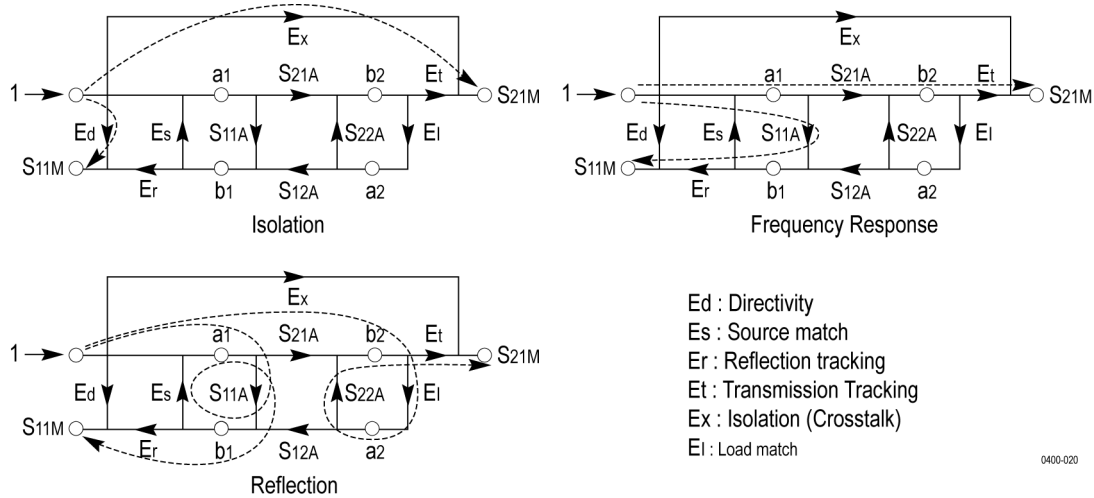 Ex
a1 S21A b2 Et
1 S21M
Ed Es S11A S22A El
S11M
Er b1 S12A a2
Isolation
Ex
a1 S21A b2 Et
1 S21M
Ed Es S11A S22A El
S11M
Er b1 S12A a2
Frequency Response
Ex
a1 S21A b2 Et
1 S21M
Ed Es S11A S22A El
S11M
Er b1 S12A a2
Reflection
Ed : Directivity
Es : Source match
Er : Reflection tracking
Et : Transmission Tracking
Ex : Isolation (Crosstalk)
El : Load match
0400-020